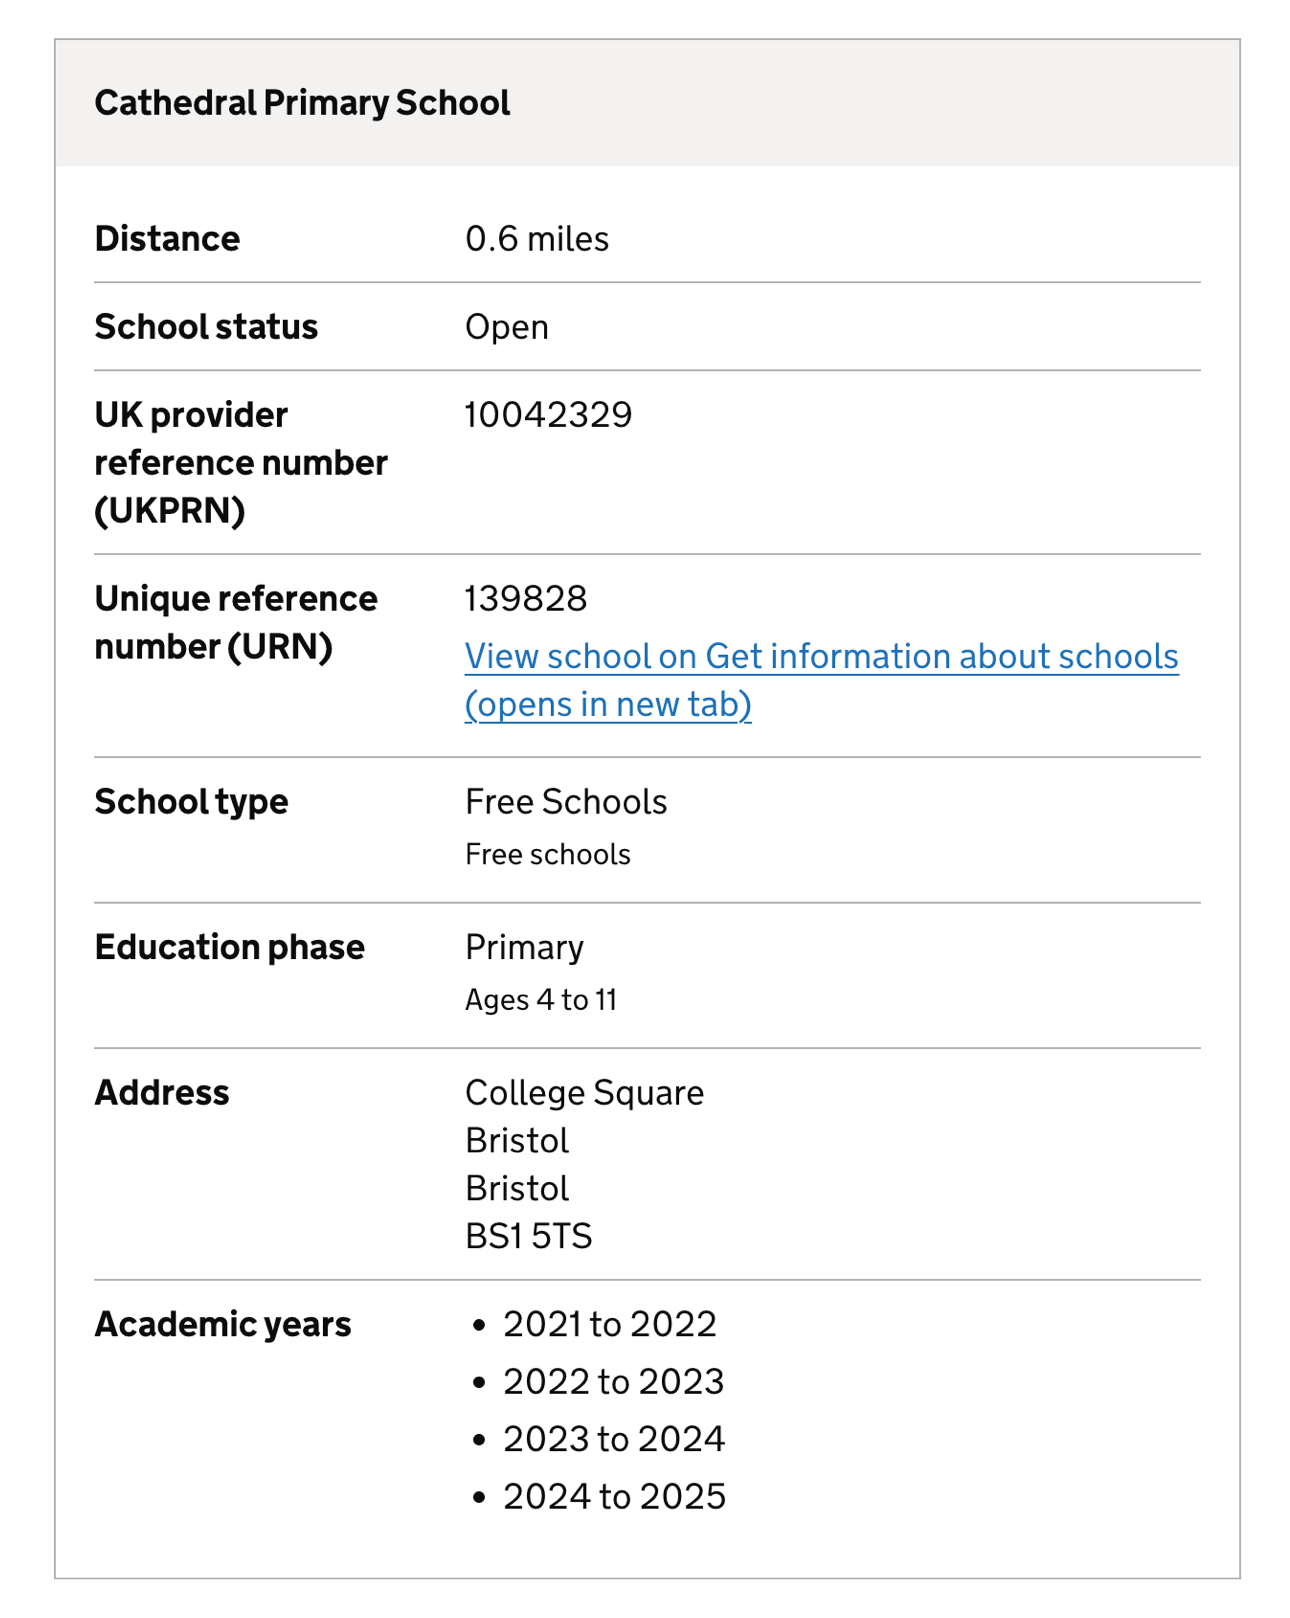 Cathedral Primary School
Distance
0.6 miles
School status
Open
UK provider
reference number
(UKPRN)
10042329
Unique reference
number (URN)
139828
View school on Get information about schools
(opens in new tab)
School type
Free Schools
Free schools
Education phase
Primary
Ages 4 to 11
Address
College Square
Bristol
Bristol
BS1 5TS
Academic years
• 2021 to 2022
• 2022 to 2023
• 2023 to 2024
• 2024 to 2025